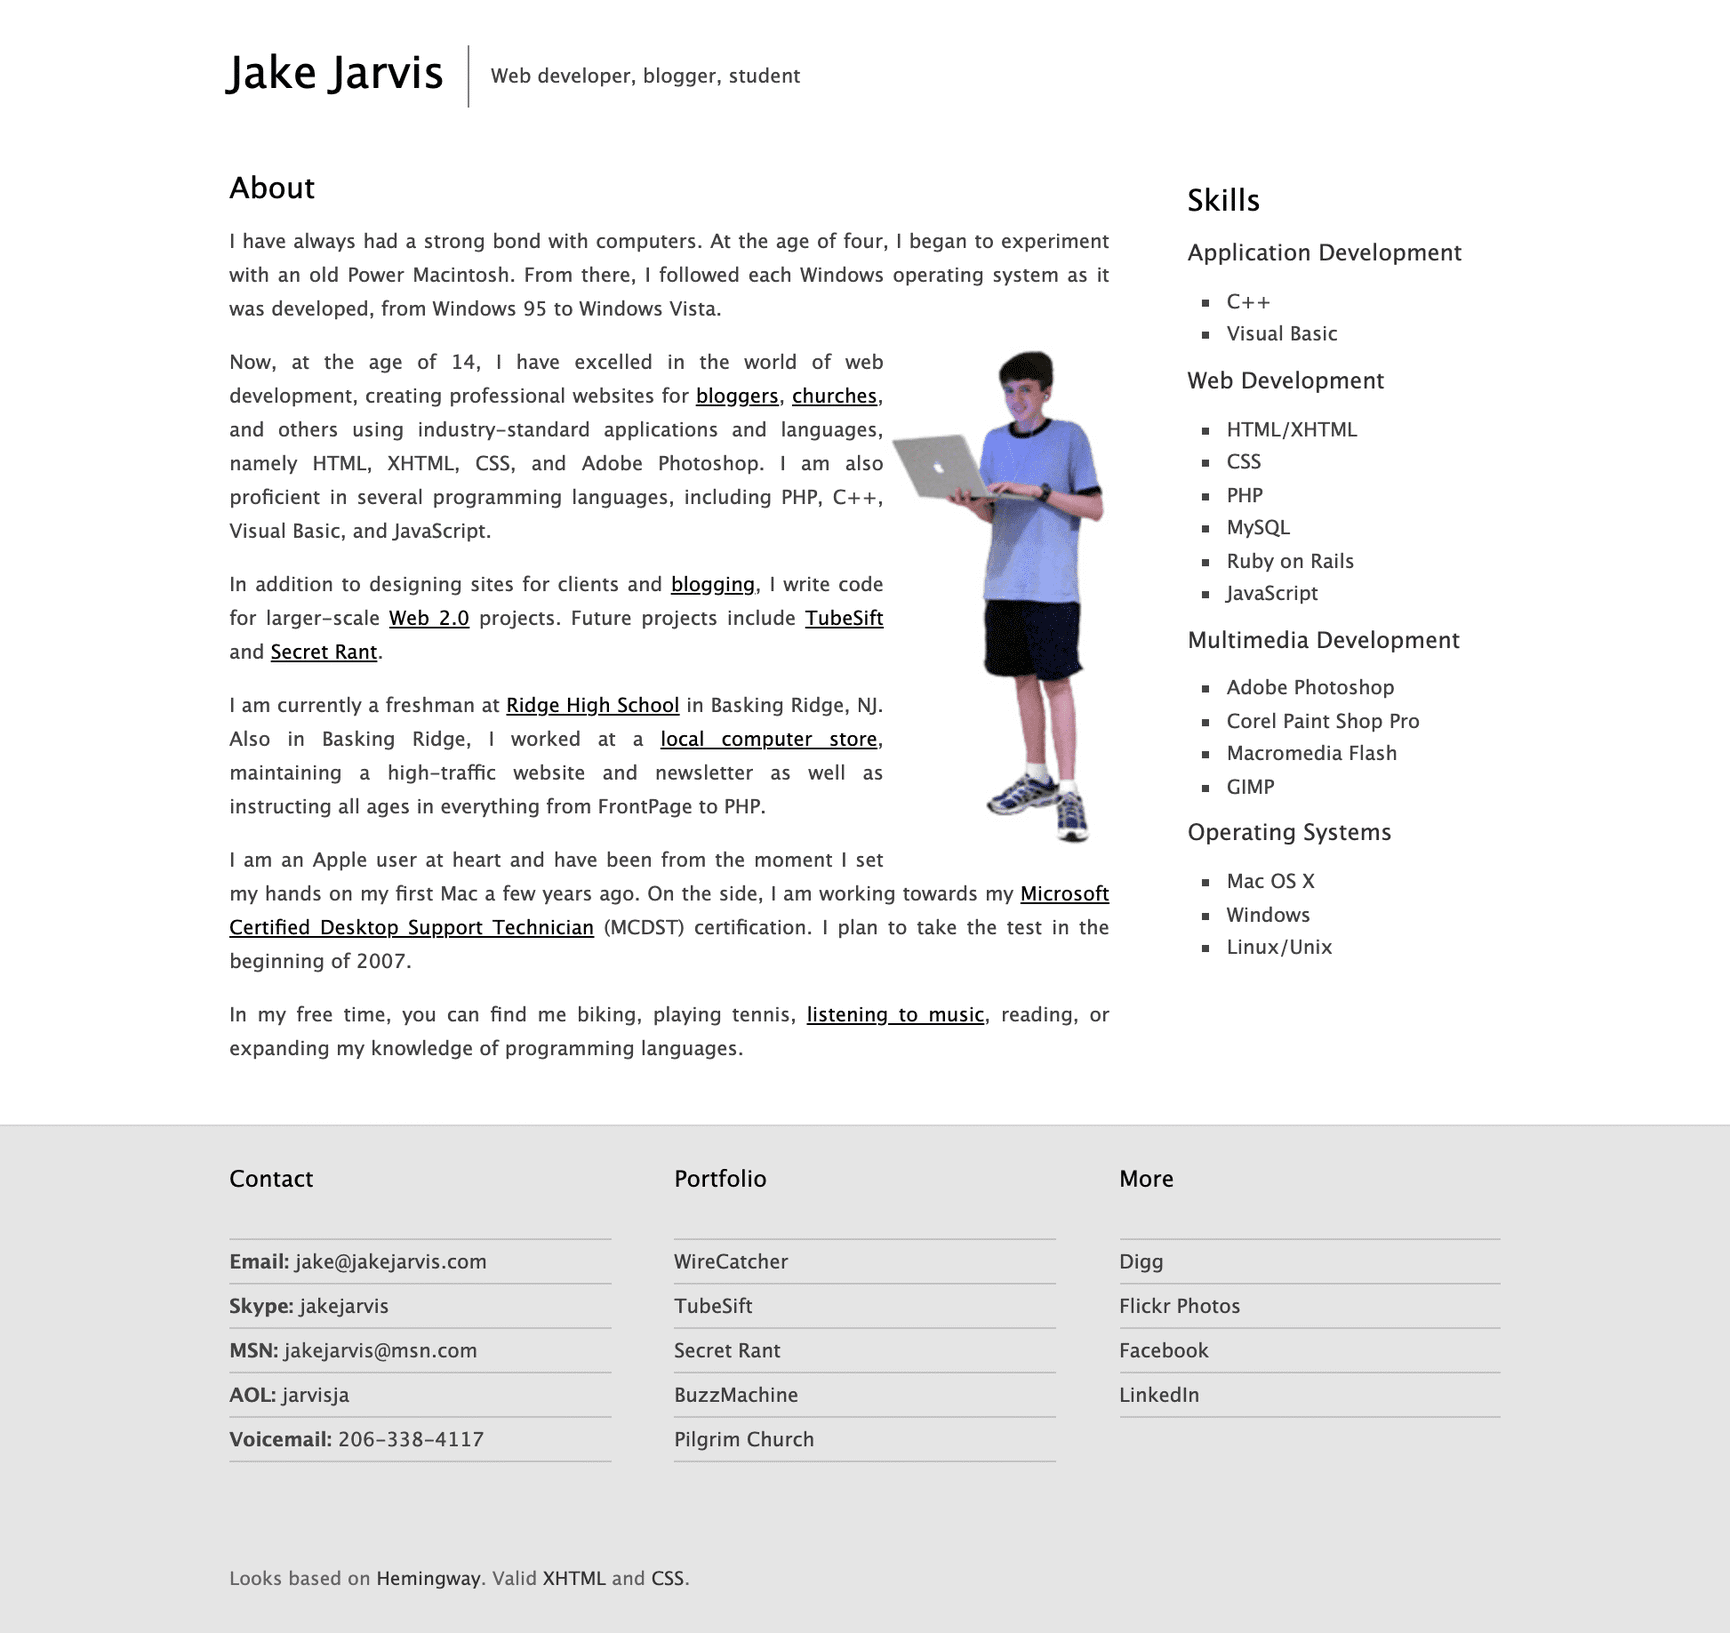 Jake Jarvis
Web developer, blogger, student
About
I have always had a strong bond with computers. At the age of four, I began to experiment
with an old Power Macintosh. From there, I followed each Windows operating system as it
was developed, from Windows 95 to Windows Vista.
Now, at the age of 14, I have excelled in the world of web
development, creating professional websites for bloggers, churches,
and others using industry-standard applications and languages,
namely HTML, XHTML, CSS, and Adobe Photoshop. I am also
proficient in several programming languages, including PHP, C++,
Visual Basic, and JavaScript.
In addition to designing sites for clients and blogging, I write code
for larger-scale Web 2.0 projects. Future projects include TubeSift
and Secret Rant.
I am currently a freshman at Ridge High School in Basking Ridge, NJ.
Also in Basking Ridge, I worked at a local computer store,
maintaining a high-traffic website and newsletter as well as
instructing all ages in everything from FrontPage to PHP.
I am an Apple user at heart and have been from the moment I set
my hands on my first Mac a few years ago. On the side, I am working towards my Microsoft
Certified Desktop Support Technician (MCDST) certification. I plan to take the test in the
beginning of 2007.
In my free time, you can find me biking, playing tennis, listening to music, reading, or
expanding my knowledge of programming languages.
Skills
Application Development
C++
Visual Basic
Web Development
HTML/XHTML
CSS
PHP
MySQL
Ruby on Rails
JavaScript
Multimedia Development
Adobe Photoshop
Corel Paint Shop Pro
Macromedia Flash
GIMP
Operating Systems
Mac OS X
Windows
Linux/Unix
Contact
Email: jake@jakejarvis.com
Skype: jakejarvis
MSN: jakejarvis@msn.com
AOL: jarvisja
Voicemail: 206-338-4117
Portfolio
WireCatcher
TubeSift
Secret Rant
BuzzMachine
Pilgrim Church
More
Digg
Flickr Photos
Facebook
LinkedIn
Looks based on Hemingway. Valid XHTML and CSS.